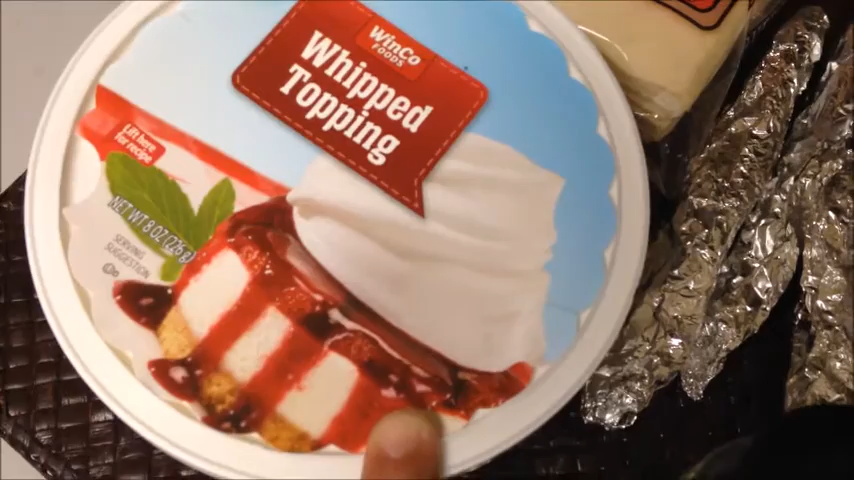 WinCo
FOODS
Whipped
Topping
Lift here
for recipe
NET WT 8 OZ (226g)
SERVING
SUGGESTION